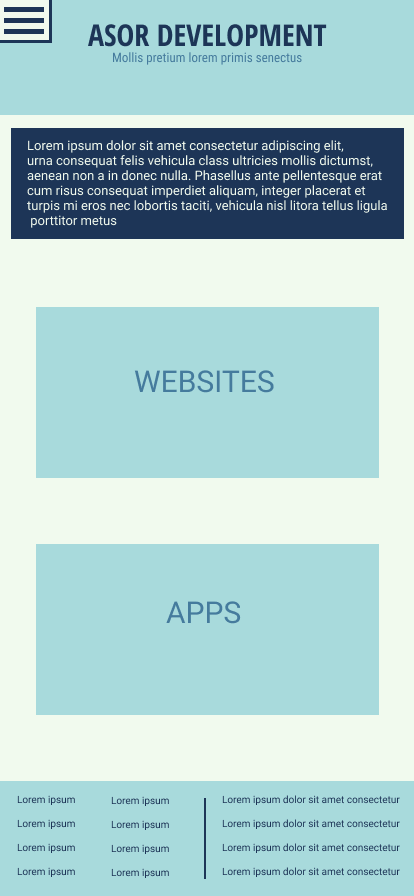 ASOR DEVELOPMENT
Mollis pretium lorem primis senectus
Lorem ipsum dolor sit amet consectetur adipiscing elit,
urna consequat felis vehicula class ultricies mollis dictumst,
aenean non a in donec nulla. Phasellus ante pellentesque erat
cum risus consequat imperdiet aliquam, integer placerat et
turpis mi eros nec lobortis taciti, vehicula nisl litora tellus ligula
porttitor metus
WEBSITES
APPS
Lorem ipsum
Lorem ipsum
Lorem ipsum
Lorem ipsum
Lorem ipsum
Lorem ipsum
Lorem ipsum
Lorem ipsum
Lorem ipsum dolor sit amet consectetur
Lorem ipsum dolor sit amet consectetur
Lorem ipsum dolor sit amet consectetur
Lorem ipsum dolor sit amet consectetur